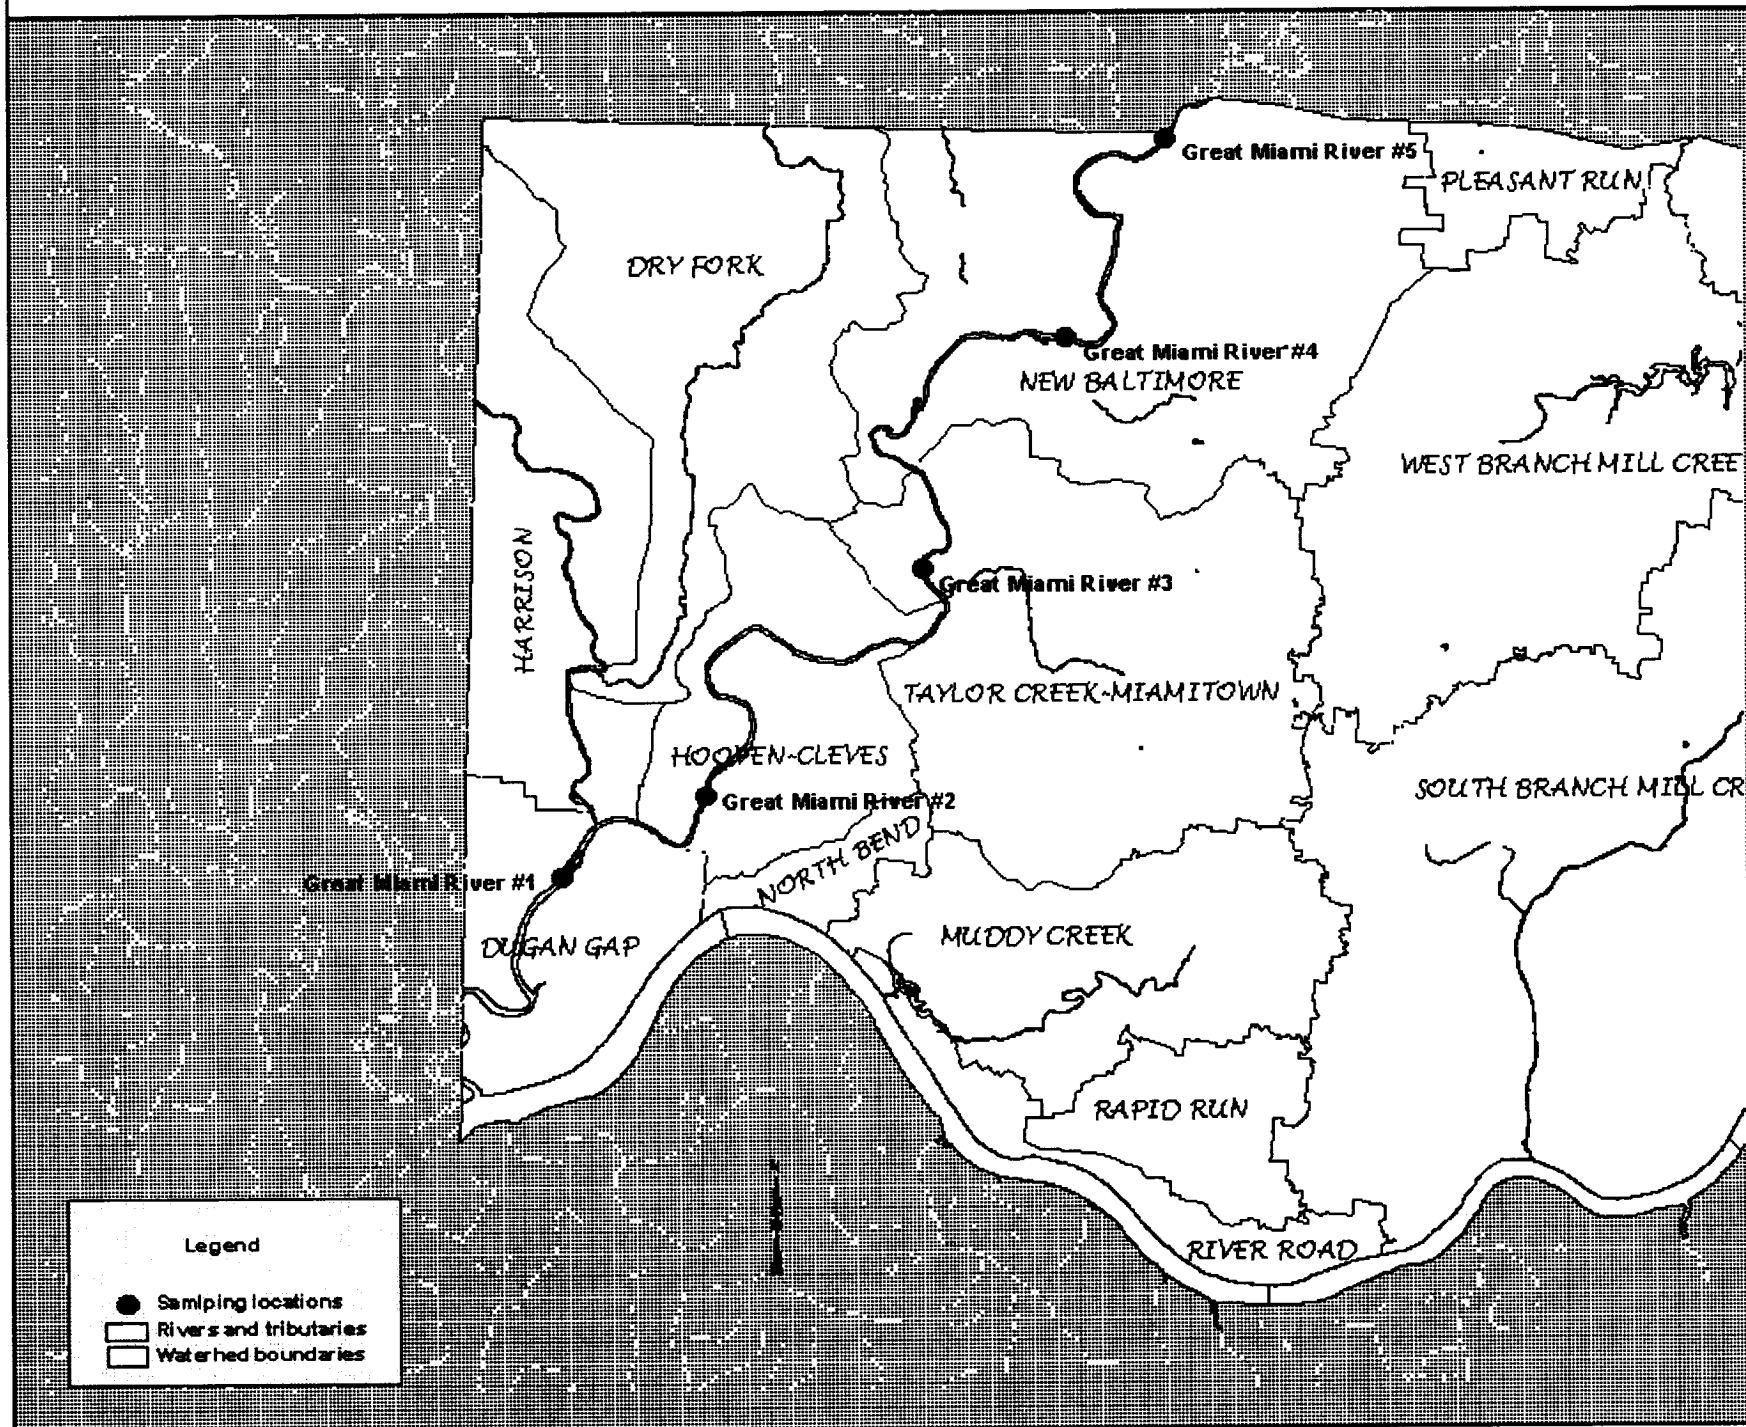 Great Miami River #5
PLEASANT RUN
DRY FORK
Great Miami River #4
NEW BALTIMORE
WEST BRANCH MILL CREE
HARRISON
Great Miami River #3
TAYLOR CREEK-MIAMITOWN
HOOVEN-CLEVES
SOUTH BRANCH MILL CR
Great Miami River #2
NORTH BEND
Great Miami River #1
DUGAN GAP
MUDDY CREEK
RAPID RUN
RIVER ROAD
Legend
Samlping locations
Rivers and tributaries
Waterhed boundaries